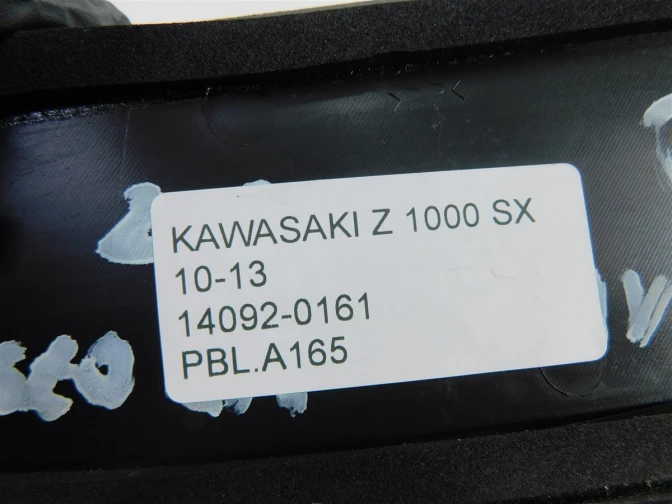 KAWASAKI Z 1000 SX
10-13
14092-0161
PBL.A165